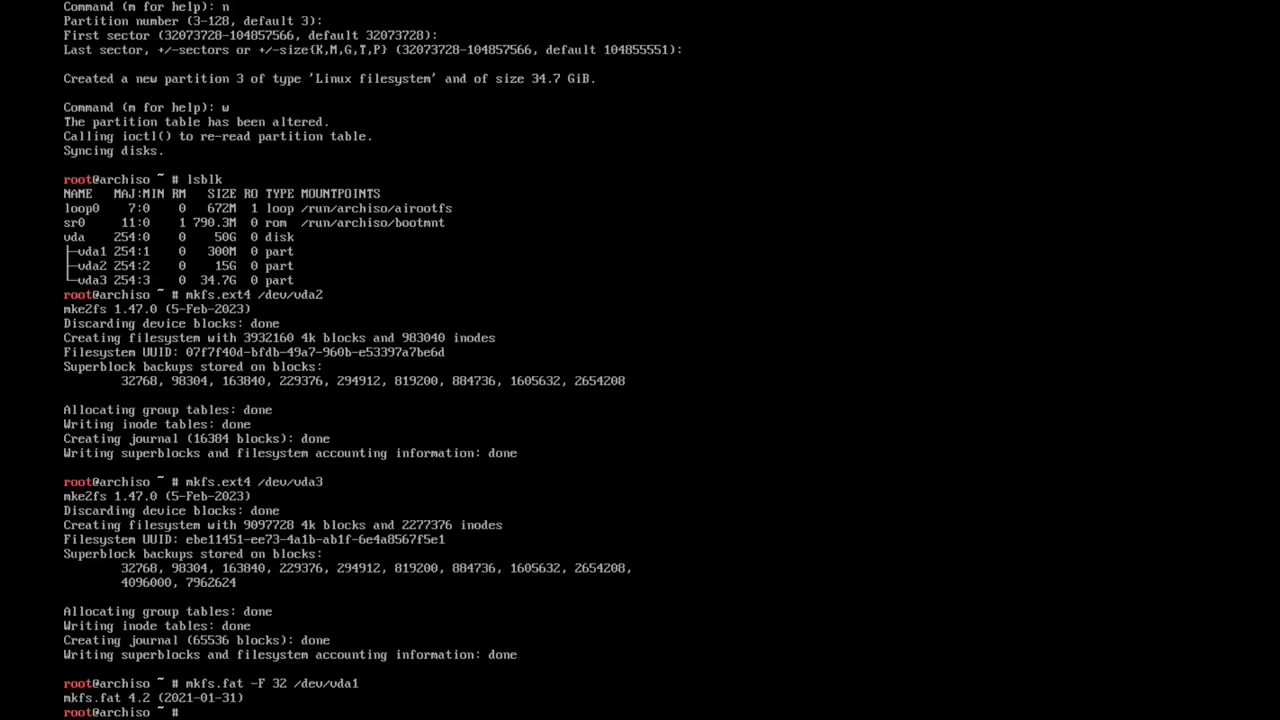 Command (m for help): n
Partition number (3-128, default 3):
First sector (32073728-104857566, default 32073728):
Last sector, +/-sectors or +/-size{K,M,G,T,P} (32073728-104857566, default 104855551):
Created a new partition 3 of type 'Linux filesystem' and of size 34.7 GiB.
Command (m for help): w
The partition table has been altered.
Calling ioctl() to re-read partition table.
Syncing disks.
root@archiso ~ # lsblk
NAME   MAJ:MIN RM   SIZE RO TYPE MOUNTPOINTS
loop0    7:0    0   672M  1 loop /run/archiso/airootfs
sr0     11:0    1 790.3M  0 rom  /run/archiso/bootmnt
vda    254:0    0    50G  0 disk
├─vda1 254:1    0   300M  0 part
├─vda2 254:2    0    15G  0 part
└─vda3 254:3    0  34.7G  0 part
root@archiso ~ # mkfs.ext4 /dev/vda2
mke2fs 1.47.0 (5-Feb-2023)
Discarding device blocks: done
Creating filesystem with 3932160 4k blocks and 983040 inodes
Filesystem UUID: 07f7f40d-bfdb-49a7-960b-e53397a7be6d
Superblock backups stored on blocks:
        32768, 98304, 163840, 229376, 294912, 819200, 884736, 1605632, 2654208
Allocating group tables: done
Writing inode tables: done
Creating journal (16384 blocks): done
Writing superblocks and filesystem accounting information: done
root@archiso ~ # mkfs.ext4 /dev/vda3
mke2fs 1.47.0 (5-Feb-2023)
Discarding device blocks: done
Creating filesystem with 9097728 4k blocks and 2277376 inodes
Filesystem UUID: ebe11451-ee73-4a1b-ab1f-6e4a8567f5e1
Superblock backups stored on blocks:
        32768, 98304, 163840, 229376, 294912, 819200, 884736, 1605632, 2654208,
        4096000, 7962624
Allocating group tables: done
Writing inode tables: done
Creating journal (65536 blocks): done
Writing superblocks and filesystem accounting information: done
root@archiso ~ # mkfs.fat -F 32 /dev/vda1
mkfs.fat 4.2 (2021-01-31)
root@archiso ~ #